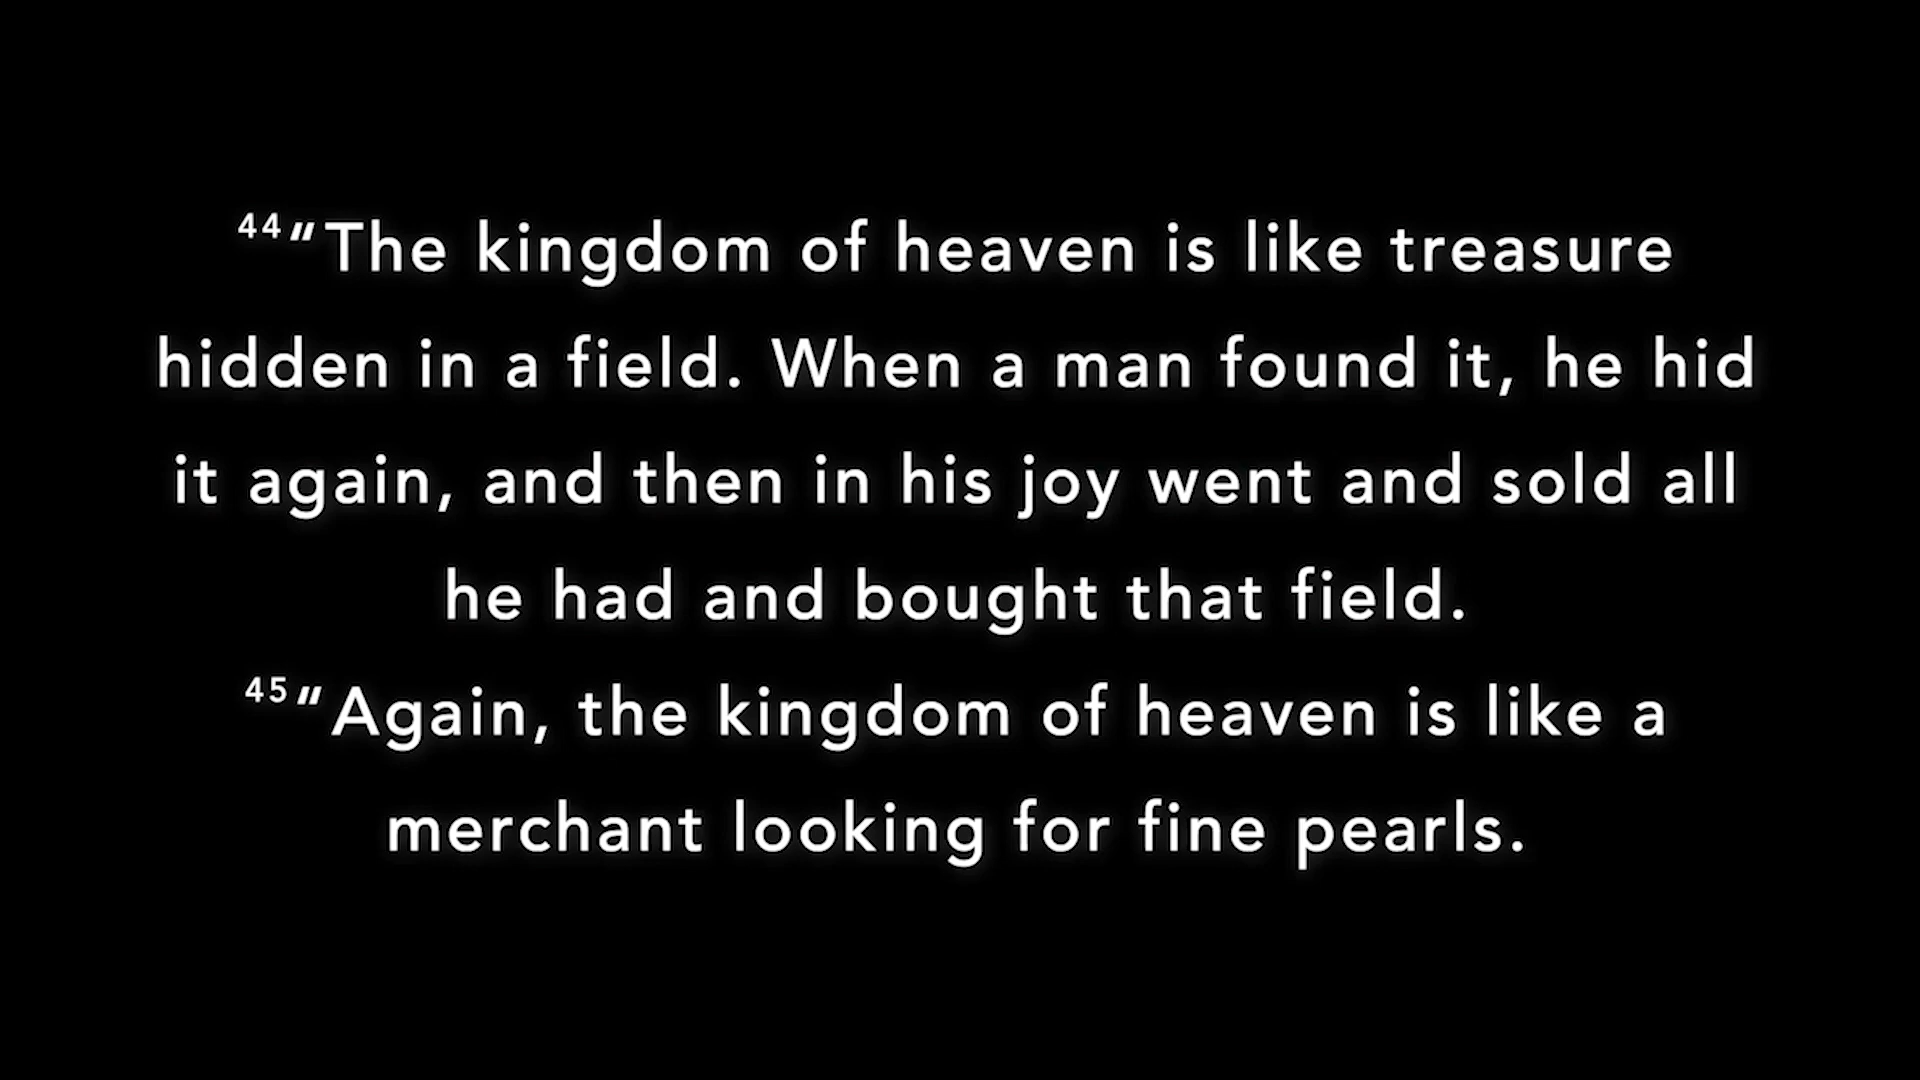 44“The kingdom of heaven is like treasure
hidden in a field. When a man found it, he hid
it again, and then in his joy went and sold all
he had and bought that field.
45“Again, the kingdom of heaven is like a
merchant looking for fine pearls.